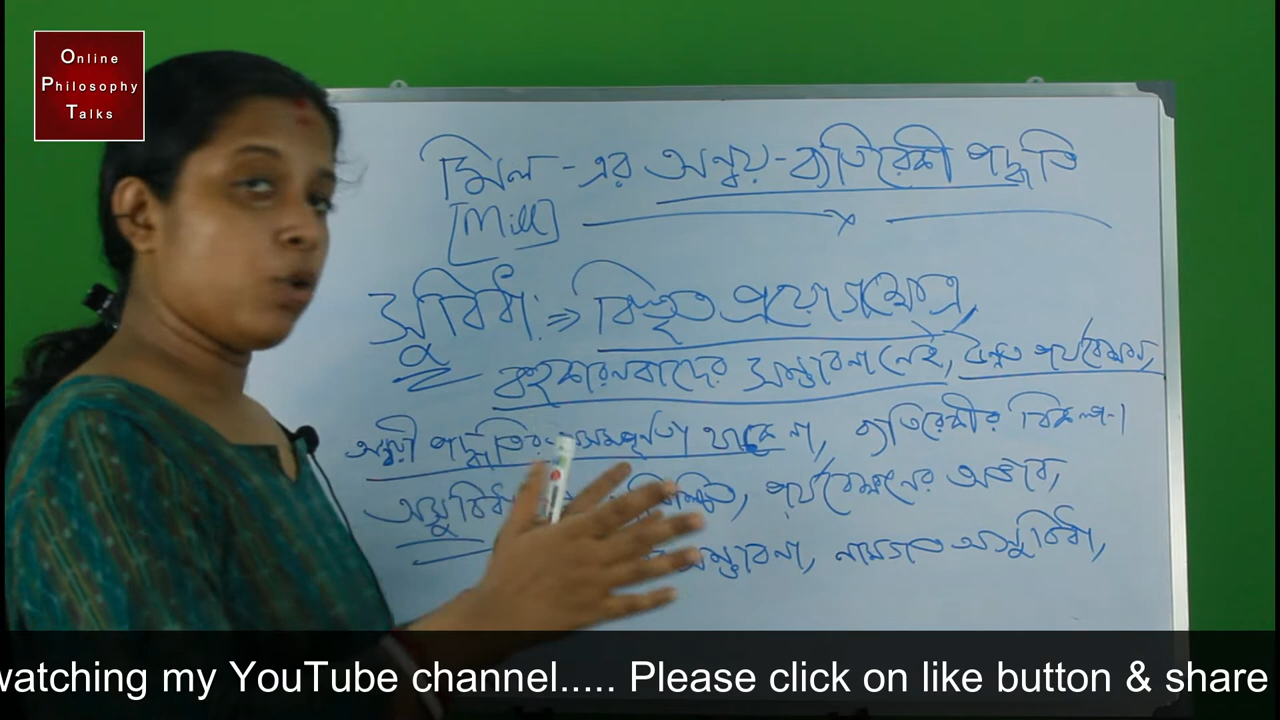 Online
Philosophy
Talks
মিল-এর অন্বয়-ব্যতিরেকী পদ্ধতি
[Mill]
সুবিধা:⇒ বিস্তৃত প্রয়োগক্ষেত্র,
বহুকারণবাদের সম্ভাবনা নেই, দ্বৈত পর্যবেক্ষণ,
অন্বয়ী পদ্ধতির অসম্পূর্ণতা থাকে না, ব্যতিরেকীর বিকল্প।
অসুবিধা পর্যবেক্ষণের অভাবে,
সম্ভাবনা, অসুবিধা,
watching my YouTube channel..... Please click on like button & share